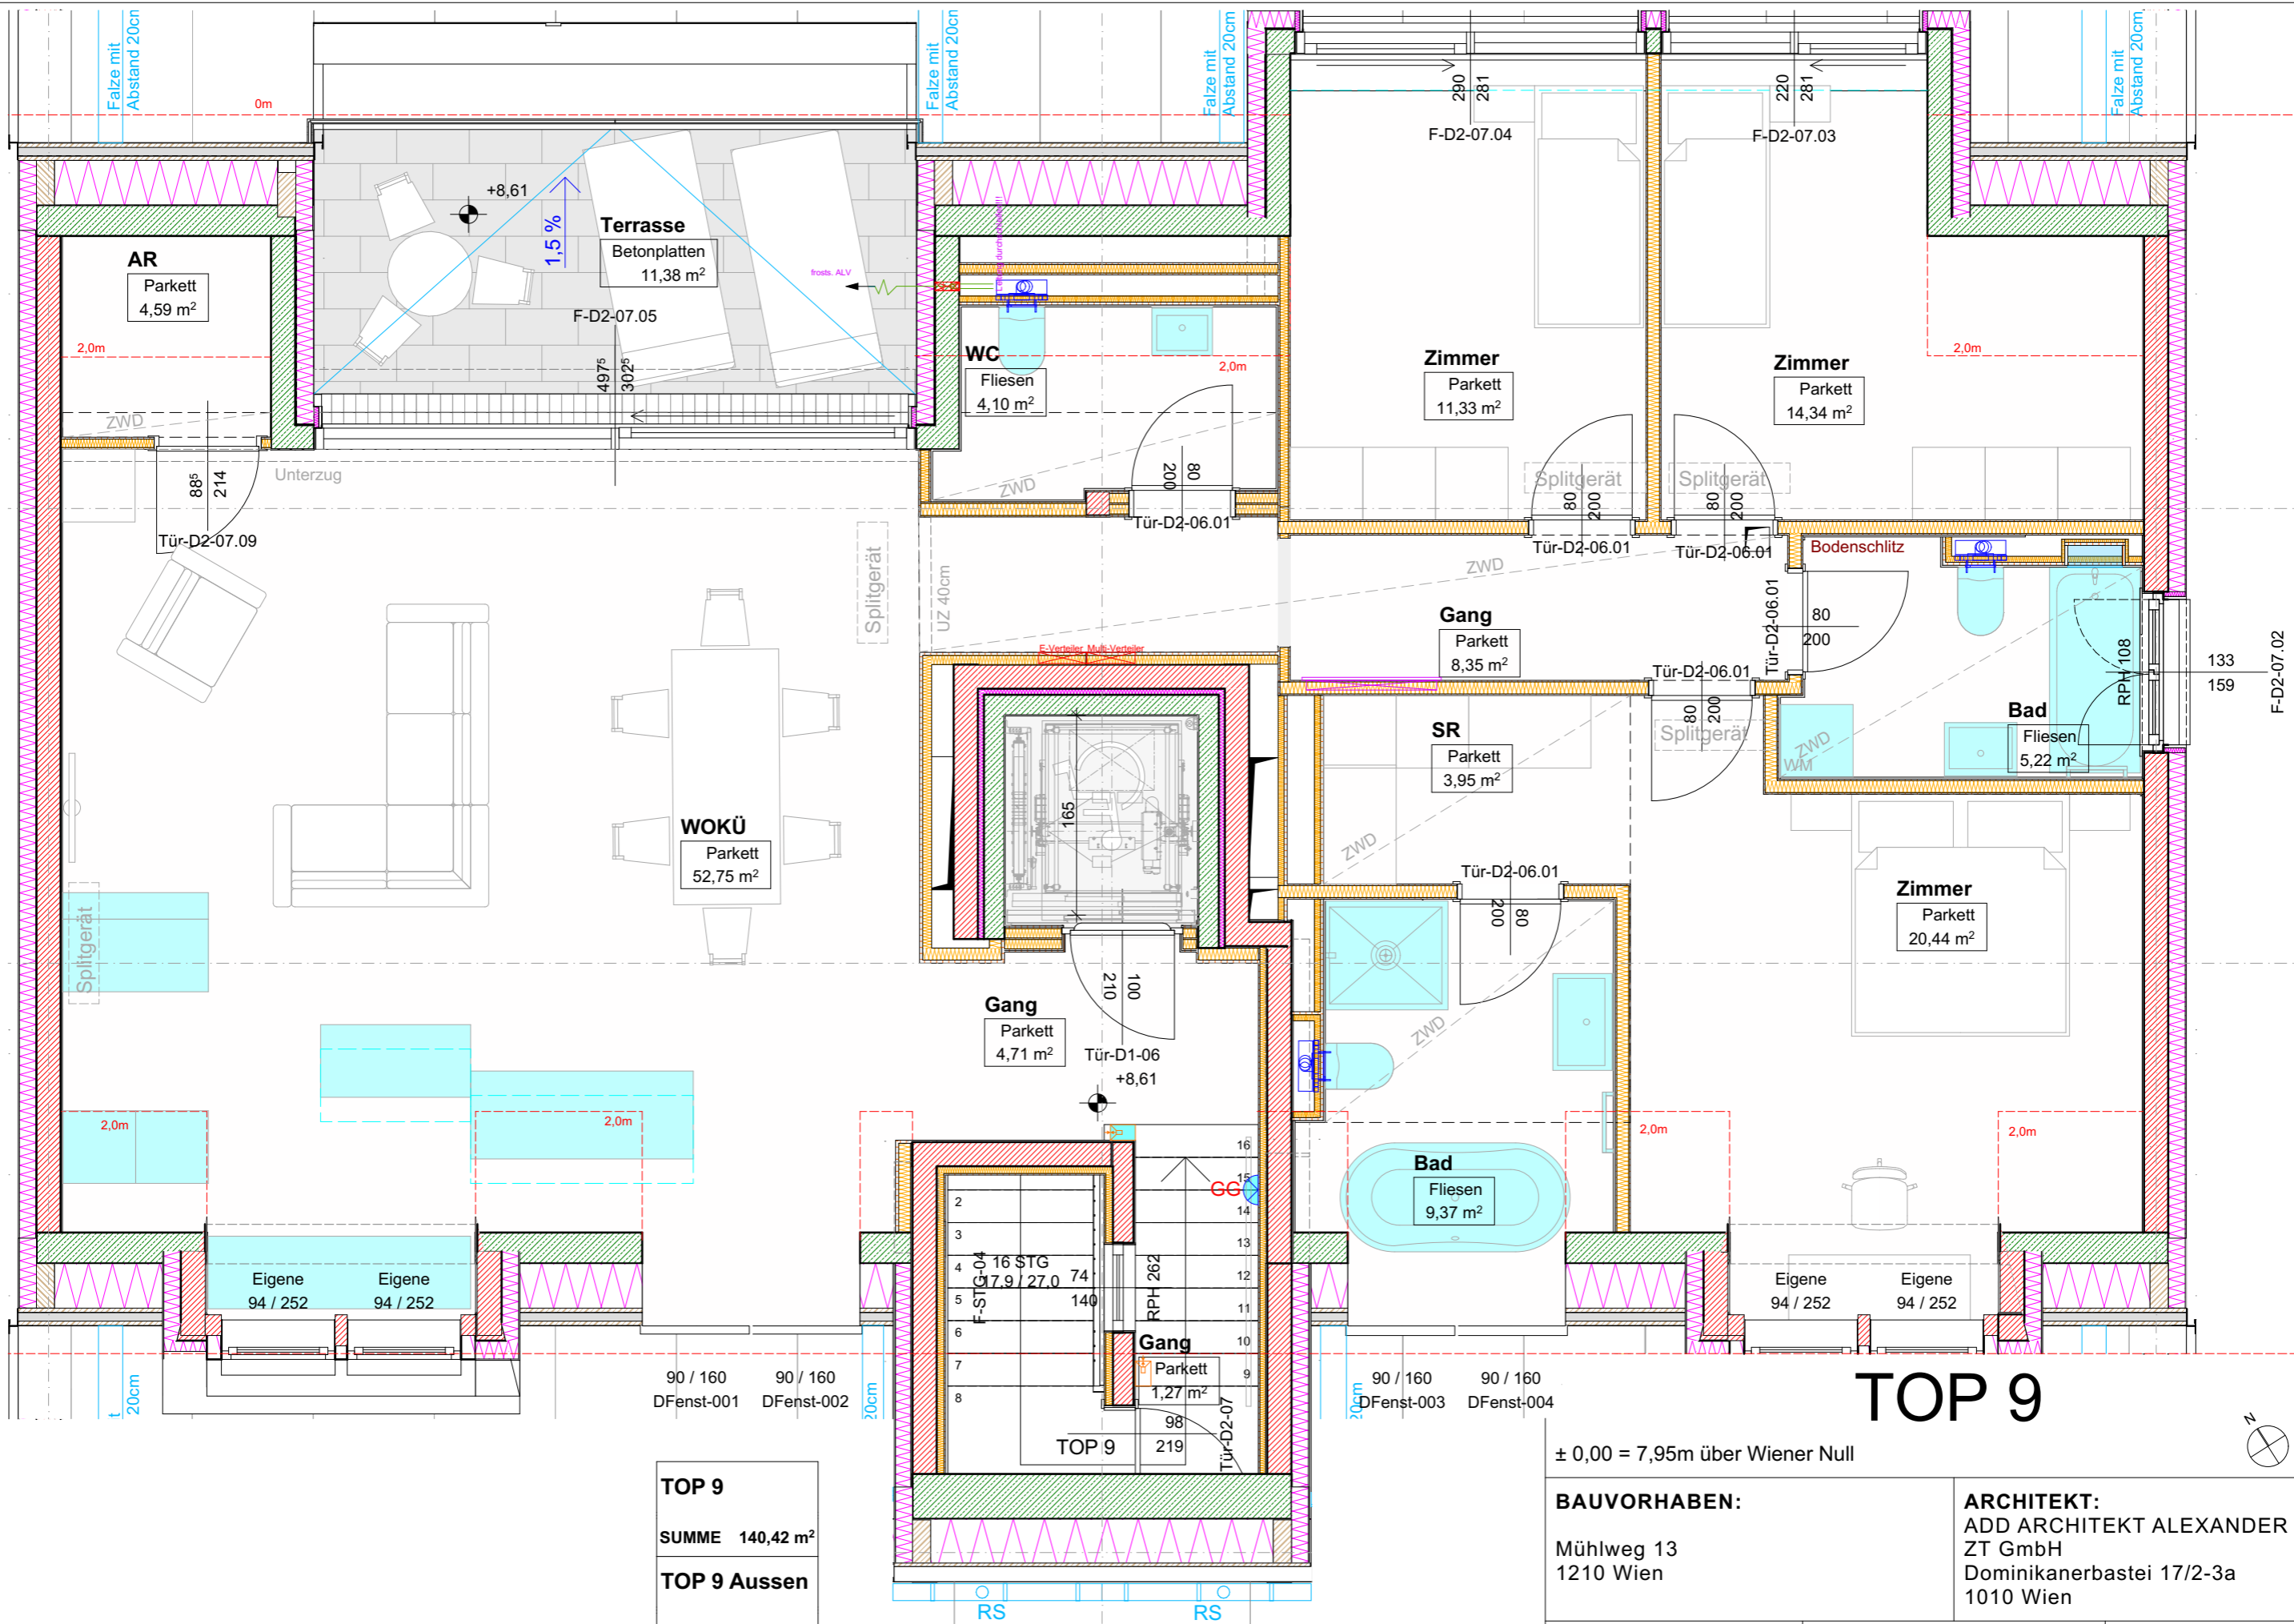 Falze mit
Abstand 20cm
0m
Falze mit
Abstand 20cm
Falze mit
Abstand 20cm
290
281
F-D2-07.04
220
281
F-D2-07.03
Falze mit
Abstand 20cm
AR
Parkett
4,59 m²
2,0m
ZWD
+8,61
1,5 %
Terrasse
Betonplatten
11,38 m²
frosts. ALV
F-D2-07.05
4975
3025
WC
Fliesen
4,10 m²
2,0m
ZWD
80
200
Tür-D2-06.01
Zimmer
Parkett
11,33 m²
Splitgerät
80
200
Tür-D2-06.01
Zimmer
Parkett
14,34 m²
2,0m
Splitgerät
80
200
Tür-D2-06.01
88⁵
214
Tür-D2-07.09
Unterzug
Splitgerät
UZ 40cm
E-Verteiler Multi-Verteiler
ZWD
Gang
Parkett
8,35 m²
Tür-D2-06.01
Bodenschlitz
80
200
Tür-D2-06.01
80
200
Splitgerät
RPH 108
133
159
F-D2-07.02
Bad
Fliesen
5,22 m²
ZWD
WM
SR
Parkett
3,95 m²
ZWD
165
WOKÜ
Parkett
52,75 m²
Splitgerät
Tür-D2-06.01
80
200
Zimmer
Parkett
20,44 m²
Gang
Parkett
4,71 m²
100
210
Tür-D1-06
+8,61
ZWD
2,0m
2,0m
2,0m
2,0m
Bad
Fliesen
9,37 m²
GG
16
15
14
13
12
11
10
9
2
3
4
5
6
7
8
F-STG-04
16 STG
17,9 / 27,0
74
140
RPH 262
Gang
Parkett
1,27 m²
98
219
Tür-D2-07
TOP 9
Eigene
94 / 252
Eigene
94 / 252
Eigene
94 / 252
Eigene
94 / 252
20cm
90 / 160
DFenst-001
90 / 160
DFenst-002
20cm
20cm
90 / 160
DFenst-003
90 / 160
DFenst-004
TOP 9
N
± 0,00 = 7,95m über Wiener Null
TOP 9
SUMME 140,42 m²
TOP 9 Aussen
RS
RS
BAUVORHABEN:
Mühlweg 13
1210 Wien
ARCHITEKT:
ADD ARCHITEKT ALEXANDER
ZT GmbH
Dominikanerbastei 17/2-3a
1010 Wien